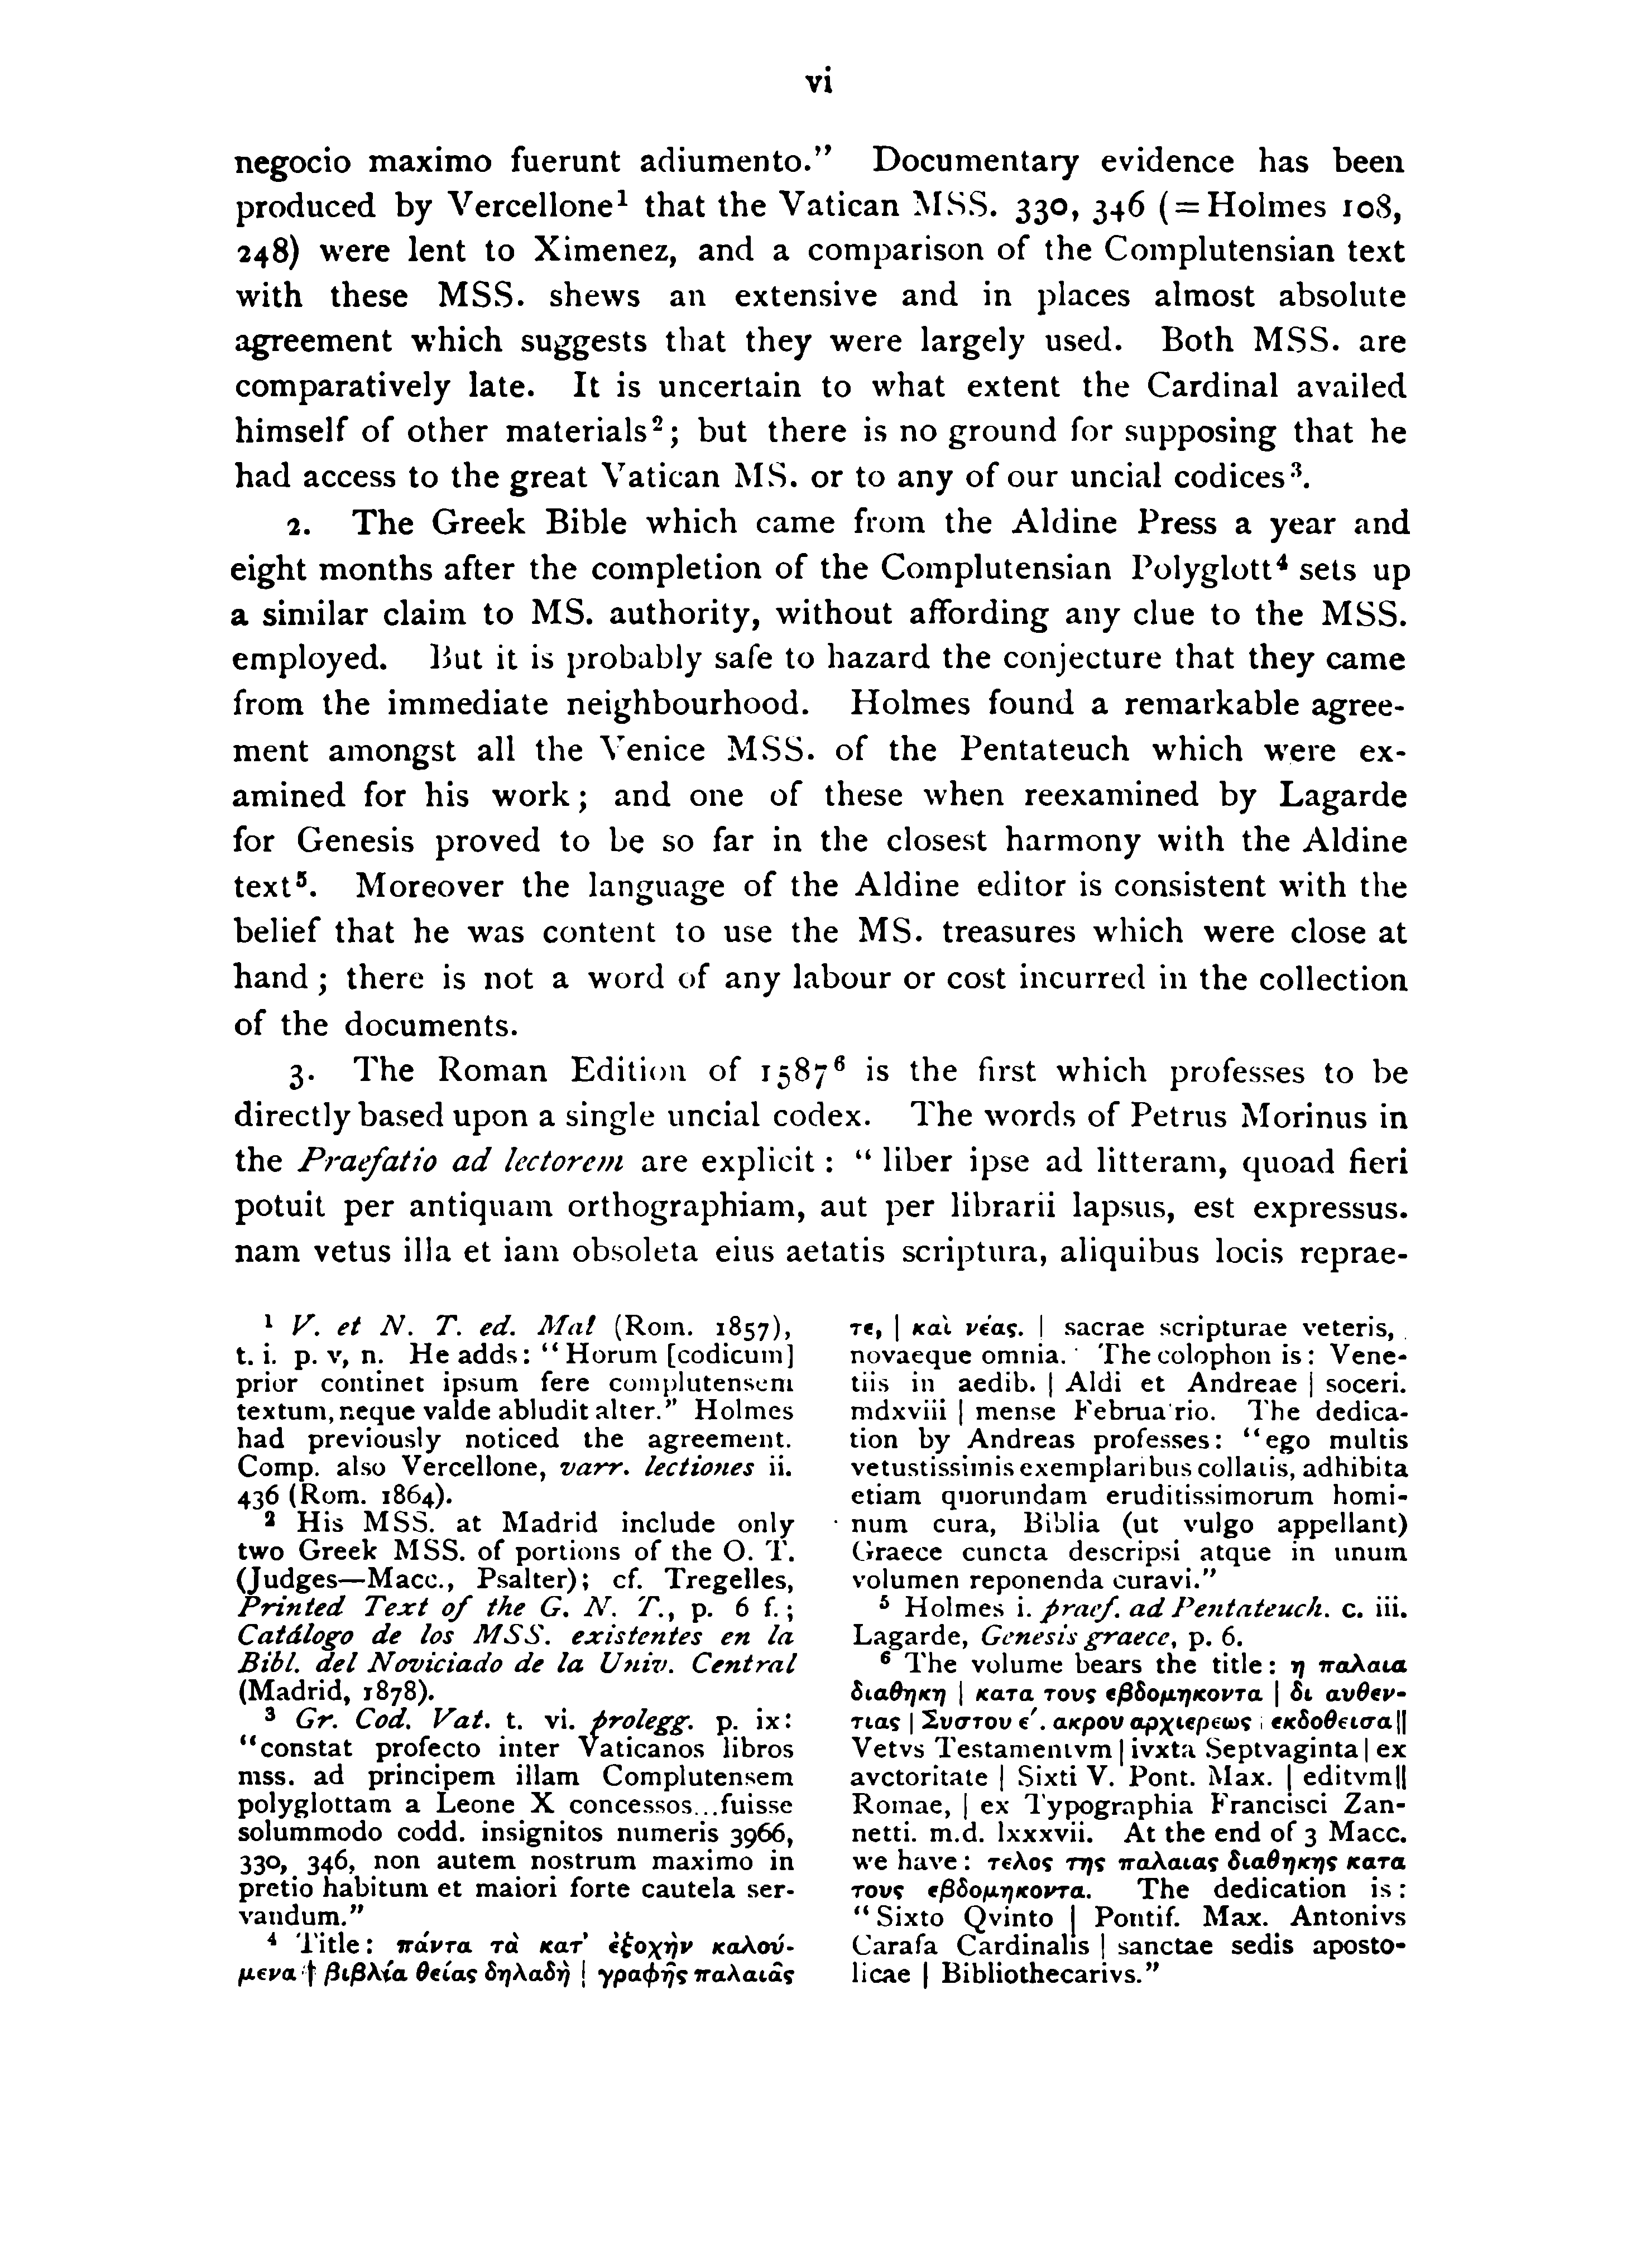 vi
negocio maximo fuerunt adiumento.” Documentary evidence has been
produced by Vercellone¹ that the Vatican MSS. 330, 346 (=Holmes 108,
248) were lent to Ximenez, and a comparison of the Complutensian text
with these MSS. shews an extensive and in places almost absolute
agreement which suggests that they were largely used. Both MSS. are
comparatively late. It is uncertain to what extent the Cardinal availed
himself of other materials²; but there is no ground for supposing that he
had access to the great Vatican MS. or to any of our uncial codices³.
2. The Greek Bible which came from the Aldine Press a year and
eight months after the completion of the Complutensian Polyglott⁴ sets up
a similar claim to MS. authority, without affording any clue to the MSS.
employed. But it is probably safe to hazard the conjecture that they came
from the immediate neighbourhood. Holmes found a remarkable agree-
ment amongst all the Venice MSS. of the Pentateuch which were ex-
amined for his work; and one of these when reexamined by Lagarde
for Genesis proved to be so far in the closest harmony with the Aldine
text⁵. Moreover the language of the Aldine editor is consistent with the
belief that he was content to use the MS. treasures which were close at
hand; there is not a word of any labour or cost incurred in the collection
of the documents.
3. The Roman Edition of 1587⁶ is the first which professes to be
directly based upon a single uncial codex. The words of Petrus Morinus in
the Praefatio ad lectorem are explicit: “liber ipse ad litteram, quoad fieri
potuit per antiquam orthographiam, aut per librarii lapsus, est expressus.
nam vetus illa et iam obsoleta eius aetatis scriptura, aliquibus locis reprae-
¹ V. et N. T. ed. Mai (Rom. 1857),
t. i. p. v, n. He adds: “Horum [codicum]
prior continet ipsum fere complutensem
textum, neque valde abludit alter.” Holmes
had previously noticed the agreement.
Comp. also Vercellone, varr. lectiones ii.
436 (Rom. 1864).
² His MSS. at Madrid include only
two Greek MSS. of portions of the O. T.
(Judges—Macc., Psalter); cf. Tregelles,
Printed Text of the G. N. T., p. 6 f.;
Catálogo de los MSS. existentes en la
Bibl. del Noviciado de la Univ. Central
(Madrid, 1878).
³ Gr. Cod. Vat. t. vi. prolegg. p. ix:
“constat profecto inter Vaticanos libros
mss. ad principem illam Complutensem
polyglottam a Leone X concessos...fuisse
solummodo codd. insignitos numeris 3966,
330, 346, non autem nostrum maximo in
pretio habitum et maiori forte cautela ser-
vandum.”
⁴ Title: πάντα τὰ κατ’ ἐξοχὴν καλού-
μενα | βιβλία θείας δηλαδὴ | γραφῆς παλαιᾶς
τε, | καὶ νέας. | sacrae scripturae veteris,
novaeque omnia. The colophon is: Vene-
tiis in aedib. | Aldi et Andreae | soceri.
mdxviii | mense Februario. The dedica-
tion by Andreas professes: “ego multis
vetustissimis exemplaribus collatis, adhibita
etiam quorundam eruditissimorum homi-
num cura, Biblia (ut vulgo appellant)
Graece cuncta descripsi atque in unum
volumen reponenda curavi.”
⁵ Holmes i. praef. ad Pentateuch. c. iii.
Lagarde, Genesis graece, p. 6.
⁶ The volume bears the title: η παλαια
διαθηκη | κατα τους εβδομηκοντα | δι αυθεν-
τιας | Ξυστου ε′. ακρου αρχιερεως | εκδοθεισα||
Vetvs Testamentvm | ivxta Septvaginta | ex
avctoritate | Sixti V. Pont. Max. | editvm||
Romae, | ex Typographia Francisci Zan-
netti. m.d. lxxxvii. At the end of 3 Macc.
we have: τελος της παλαιας διαθηκης κατα
τους εβδομηκοντα. The dedication is:
“Sixto Qvinto | Pontif. Max. Antonivs
Carafa Cardinalis | sanctae sedis aposto-
licae | Bibliothecarivs.”